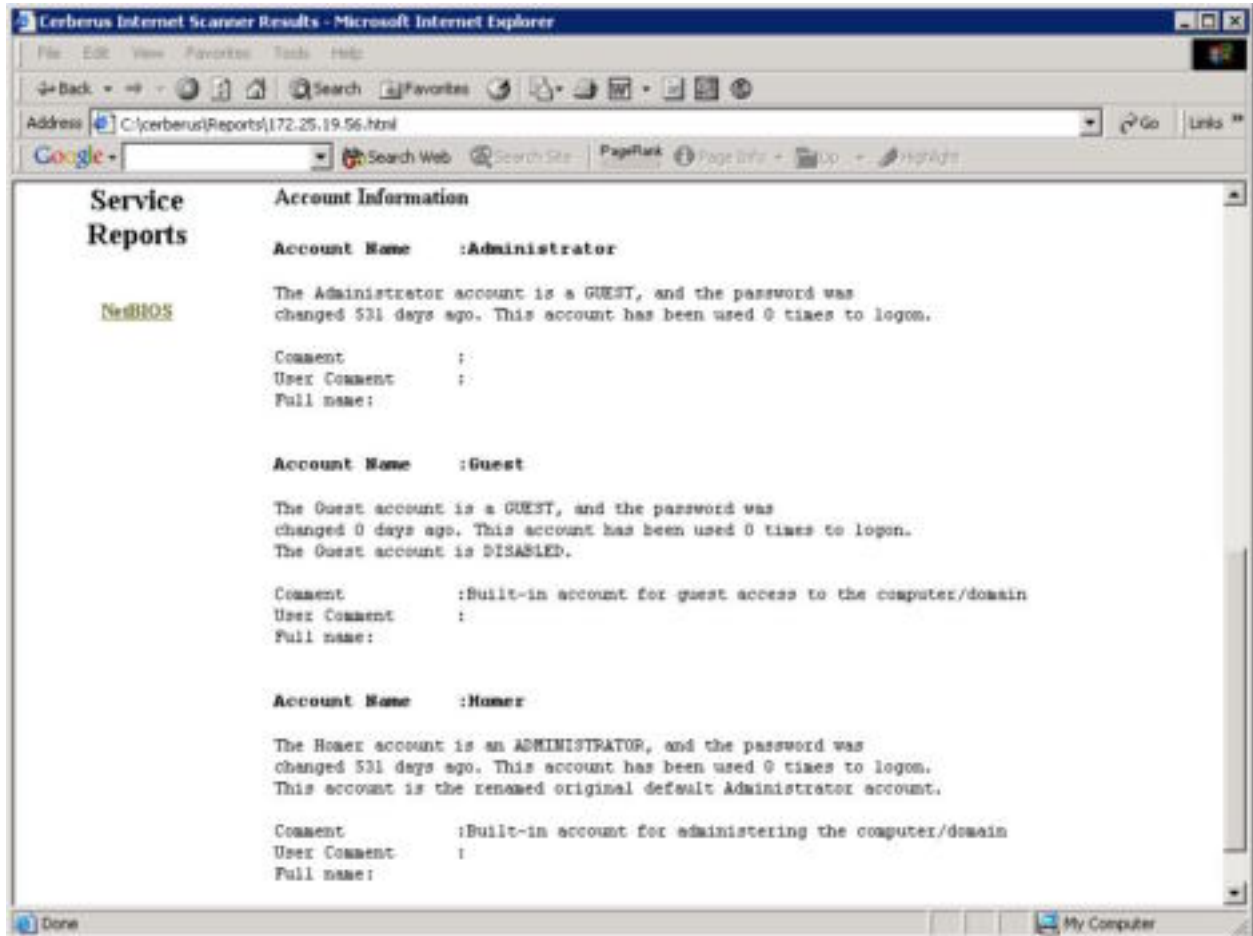 Cerberus Internet Scanner Results - Microsoft Internet Explorer
File Edit View Favorites Tools Help
Back Search Favorites
Address C:\cerberus\Reports\172.25.19.56.html Go Links »
Google Search Web Search Site PageRank Page Info Up Highlight
Service
Reports
NetBIOS
Account Information
Account Name :Administrator
The Administrator account is a GUEST, and the password was
changed 531 days ago. This account has been used 0 times to logon.
Comment :
User Comment :
Full name:
Account Name :Guest
The Guest account is a GUEST, and the password was
changed 0 days ago. This account has been used 0 times to logon.
The Guest account is DISABLED.
Comment :Built-in account for guest access to the computer/domain
User Comment :
Full name:
Account Name :Homer
The Homer account is an ADMINISTRATOR, and the password was
changed 531 days ago. This account has been used 0 times to logon.
This account is the renamed original default Administrator account.
Comment :Built-in account for administering the computer/domain
User Comment :
Full name:
Done My Computer